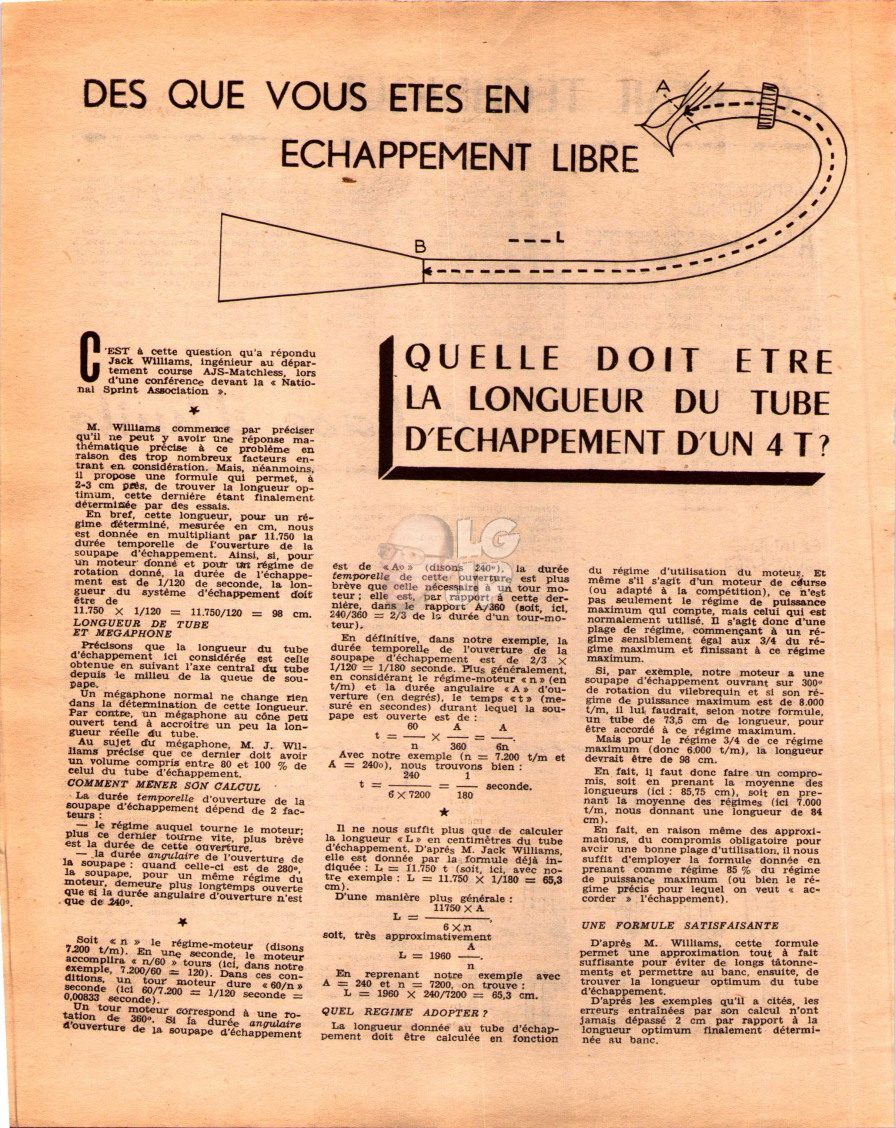 DES QUE VOUS ETES EN
ECHAPPEMENT LIBRE
A
B
L
QUELLE DOIT ETRE
LA LONGUEUR DU TUBE
D'ECHAPPEMENT D'UN 4 T ?
C'EST à cette question qu'a répondu
Jack Williams, ingénieur au dépar-
tement course AJS-Matchless, lors
d'une conférence devant la « Natio-
nal Sprint Association ».
M. Williams commence par préciser
qu'il ne peut y avoir une réponse ma-
thématique précise à ce problème en
raison des trop nombreux facteurs en-
trant en considération. Mais, néanmoins,
il propose une formule qui permet, à
2-3 cm près, de trouver la longueur op-
timum, cette dernière étant finalement
déterminée par des essais.
En bref, cette longueur, pour un ré-
gime déterminé, mesurée en cm, nous
est donnée en multipliant par 11.750 la
durée temporelle de l'ouverture de la
soupape d'échappement. Ainsi, si, pour
un moteur donné et pour un régime de
rotation donné, la durée de l'échappe-
ment est de 1/120 de seconde, la lon-
gueur du système d'échappement doit
être de
11.750 × 1/120 = 11.750/120 = 98 cm.
LONGUEUR DE TUBE
ET MEGAPHONE
Précisons que la longueur du tube
d'échappement ici considérée est celle
obtenue en suivant l'axe central du tube
depuis le milieu de la queue de sou-
pape.
Un mégaphone normal ne change rien
dans la détermination de cette longueur.
Par contre, un mégaphone au cône peu
ouvert tend à accroître un peu la lon-
gueur réelle du tube.
Au sujet du mégaphone, M. J. Wil-
liams précise que ce dernier doit avoir
un volume compris entre 80 et 100 % de
celui du tube d'échappement.
COMMENT MENER SON CALCUL
La durée temporelle d'ouverture de la
soupape d'échappement dépend de 2 fac-
teurs :
— le régime auquel tourne le moteur;
plus ce dernier tourne vite, plus brève
est la durée de cette ouverture.
— la durée angulaire de l'ouverture de
la soupape : quand celle-ci est de 280º,
la soupape, pour un même régime du
moteur, demeure plus longtemps ouverte
que si la durée angulaire d'ouverture n'est
que de 240º.
Soit « n » le régime-moteur (disons
7.200 t/m). En une seconde, le moteur
accomplira « n/60 » tours (ici, dans notre
exemple, 7.200/60 = 120). Dans ces con-
ditions, un tour moteur dure « 60/n »
seconde (ici 60/7.200 = 1/120 seconde =
0,00833 seconde).
Un tour moteur correspond à une ro-
tation de 360º. Si la durée angulaire
d'ouverture de la soupape d'échappement
est de « Aº » (disons 240º), la durée
temporelle de cette ouverture est plus
brève que celle nécessaire à un tour mo-
teur ; elle est, par rapport à cette der-
nière, dans le rapport A/360 (soit, ici,
240/360 = 2/3 de la durée d'un tour-mo-
teur).
En définitive, dans notre exemple, la
durée temporelle de l'ouverture de la
soupape d'échappement est de 2/3 ×
1/120 = 1/180 seconde. Plus généralement,
en considérant le régime-moteur « n » (en
t/m) et la durée angulaire « A » d'ou-
verture (en degrés), le temps « t » (me-
suré en secondes) durant lequel la sou-
pape est ouverte est de :
60 A A
t = — × — = —.
n 360 6n
Avec notre exemple (n = 7.200 t/m et
A = 240º), nous trouvons bien :
240 1
t = — — seconde.
6 × 7200 180
Il ne nous suffit plus que de calculer
la longueur « L » en centimètres du tube
d'échappement. D'après M. Jack Williams,
elle est donnée par la formule déjà in-
diquée : L = 11.750 t (soit, ici, avec no-
tre exemple : L = 11.750 × 1/180 = 65,3
cm).
D'une manière plus générale :
11750 × A
L = —,
6 × n
soit, très approximativement
A
L = 1960 —.
n
En reprenant notre exemple avec
A = 240 et n = 7200, on trouve :
L = 1960 × 240/7200 = 65,3 cm.
QUEL REGIME ADOPTER ?
La longueur donnée au tube d'échap-
pement doit être calculée en fonction
du régime d'utilisation du moteur. Et
même s'il s'agit d'un moteur de course
(ou adapté à la compétition), ce n'est
pas seulement le régime de puissance
maximum qui compte, mais celui qui est
normalement utilisé. Il s'agit donc d'une
plage de régime, commençant à un ré-
gime sensiblement égal aux 3/4 du ré-
gime maximum et finissant à ce régime
maximum.
Si, par exemple, notre moteur a une
soupape d'échappement ouvrant sur 300º
de rotation du vilebrequin et si son ré-
gime de puissance maximum est de 8.000
t/m, il lui faudrait, selon notre formule,
un tube de 73,5 cm de longueur, pour
être accordé à ce régime maximum.
Mais pour le régime 3/4 de ce régime
maximum (donc 6.000 t/m), la longueur
devrait être de 98 cm.
En fait, il faut donc faire un compro-
mis, soit en prenant la moyenne des
longueurs (ici : 85,75 cm), soit en pre-
nant la moyenne des régimes (ici 7.000
t/m, nous donnant une longueur de 84
cm).
En fait, en raison même des approxi-
mations, du compromis obligatoire pour
avoir une bonne plage d'utilisation, il nous
suffit d'employer la formule donnée en
prenant comme régime 85 % du régime
de puissance maximum (ou bien le ré-
gime précis pour lequel on veut « ac-
corder » l'échappement).
UNE FORMULE SATISFAISANTE
D'après M. Williams, cette formule
permet une approximation tout à fait
suffisante pour éviter de longs tâtonne-
ments et permettre au banc, ensuite, de
trouver la longueur optimum du tube
d'échappement.
D'après les exemples qu'il a cités, les
erreurs entraînées par son calcul n'ont
jamais dépassé 2 cm par rapport à la
longueur optimum finalement détermi-
née au banc.